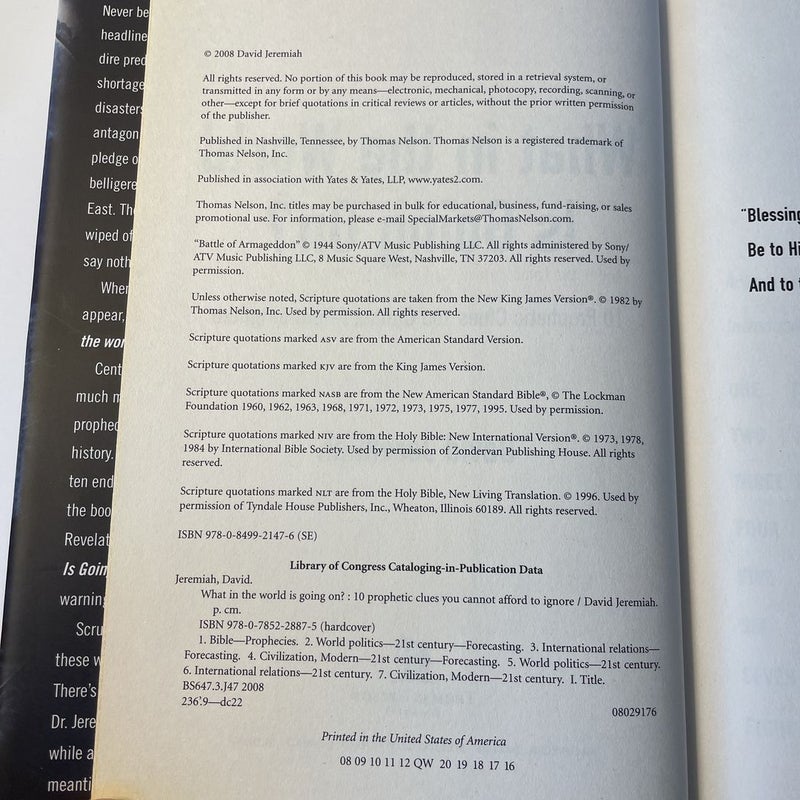 Never be
headline
dire pred
shortage
disasters
antagon
pledge o
belligere
East. Th
wiped of
say noth
When
appear,
the wor
Cent
much m
prophec
history.
ten end
the boo
Revelat
Is Goin
warning
Scru
these w
There's
Dr. Jere
while a
meanti
© 2008 David Jeremiah
All rights reserved. No portion of this book may be reproduced, stored in a retrieval system, or
transmitted in any form or by any means—electronic, mechanical, photocopy, recording, scanning, or
other—except for brief quotations in critical reviews or articles, without the prior written permission
of the publisher.
Published in Nashville, Tennessee, by Thomas Nelson. Thomas Nelson is a registered trademark of
Thomas Nelson, Inc.
Published in association with Yates & Yates, LLP, www.yates2.com.
Thomas Nelson, Inc. titles may be purchased in bulk for educational, business, fund-raising, or sales
promotional use. For information, please e-mail SpecialMarkets@ThomasNelson.com.
"Battle of Armageddon" © 1944 Sony/ATV Music Publishing LLC. All rights administered by Sony/
ATV Music Publishing LLC, 8 Music Square West, Nashville, TN 37203. All rights reserved. Used by
permission.
Unless otherwise noted, Scripture quotations are taken from the New King James Version®. © 1982 by
Thomas Nelson, Inc. Used by permission. All rights reserved.
Scripture quotations marked ASV are from the American Standard Version.
Scripture quotations marked KJV are from the King James Version.
Scripture quotations marked NASB are from the New American Standard Bible®, © The Lockman
Foundation 1960, 1962, 1963, 1968, 1971, 1972, 1973, 1975, 1977, 1995. Used by permission.
Scripture quotations marked NIV are from the Holy Bible: New International Version®. © 1973, 1978,
1984 by International Bible Society. Used by permission of Zondervan Publishing House. All rights
reserved.
Scripture quotations marked NLT are from the Holy Bible, New Living Translation. © 1996. Used by
permission of Tyndale House Publishers, Inc., Wheaton, Illinois 60189. All rights reserved.
ISBN 978-0-8499-2147-6 (SE)
Library of Congress Cataloging-in-Publication Data
Jeremiah, David.
What in the world is going on? : 10 prophetic clues you cannot afford to ignore / David Jeremiah.
p. cm.
ISBN 978-0-7852-2887-5 (hardcover)
1. Bible—Prophecies. 2. World politics—21st century—Forecasting. 3. International relations—
Forecasting. 4. Civilization, Modern—21st century—Forecasting. 5. World politics—21st century.
6. International relations—21st century. 7. Civilization, Modern—21st century. I. Title.
BS647.3.J47 2008
236'.9—dc22
08029176
Printed in the United States of America
08 09 10 11 12 QW 20 19 18 17 16
"Blessing
Be to Hi
And to t